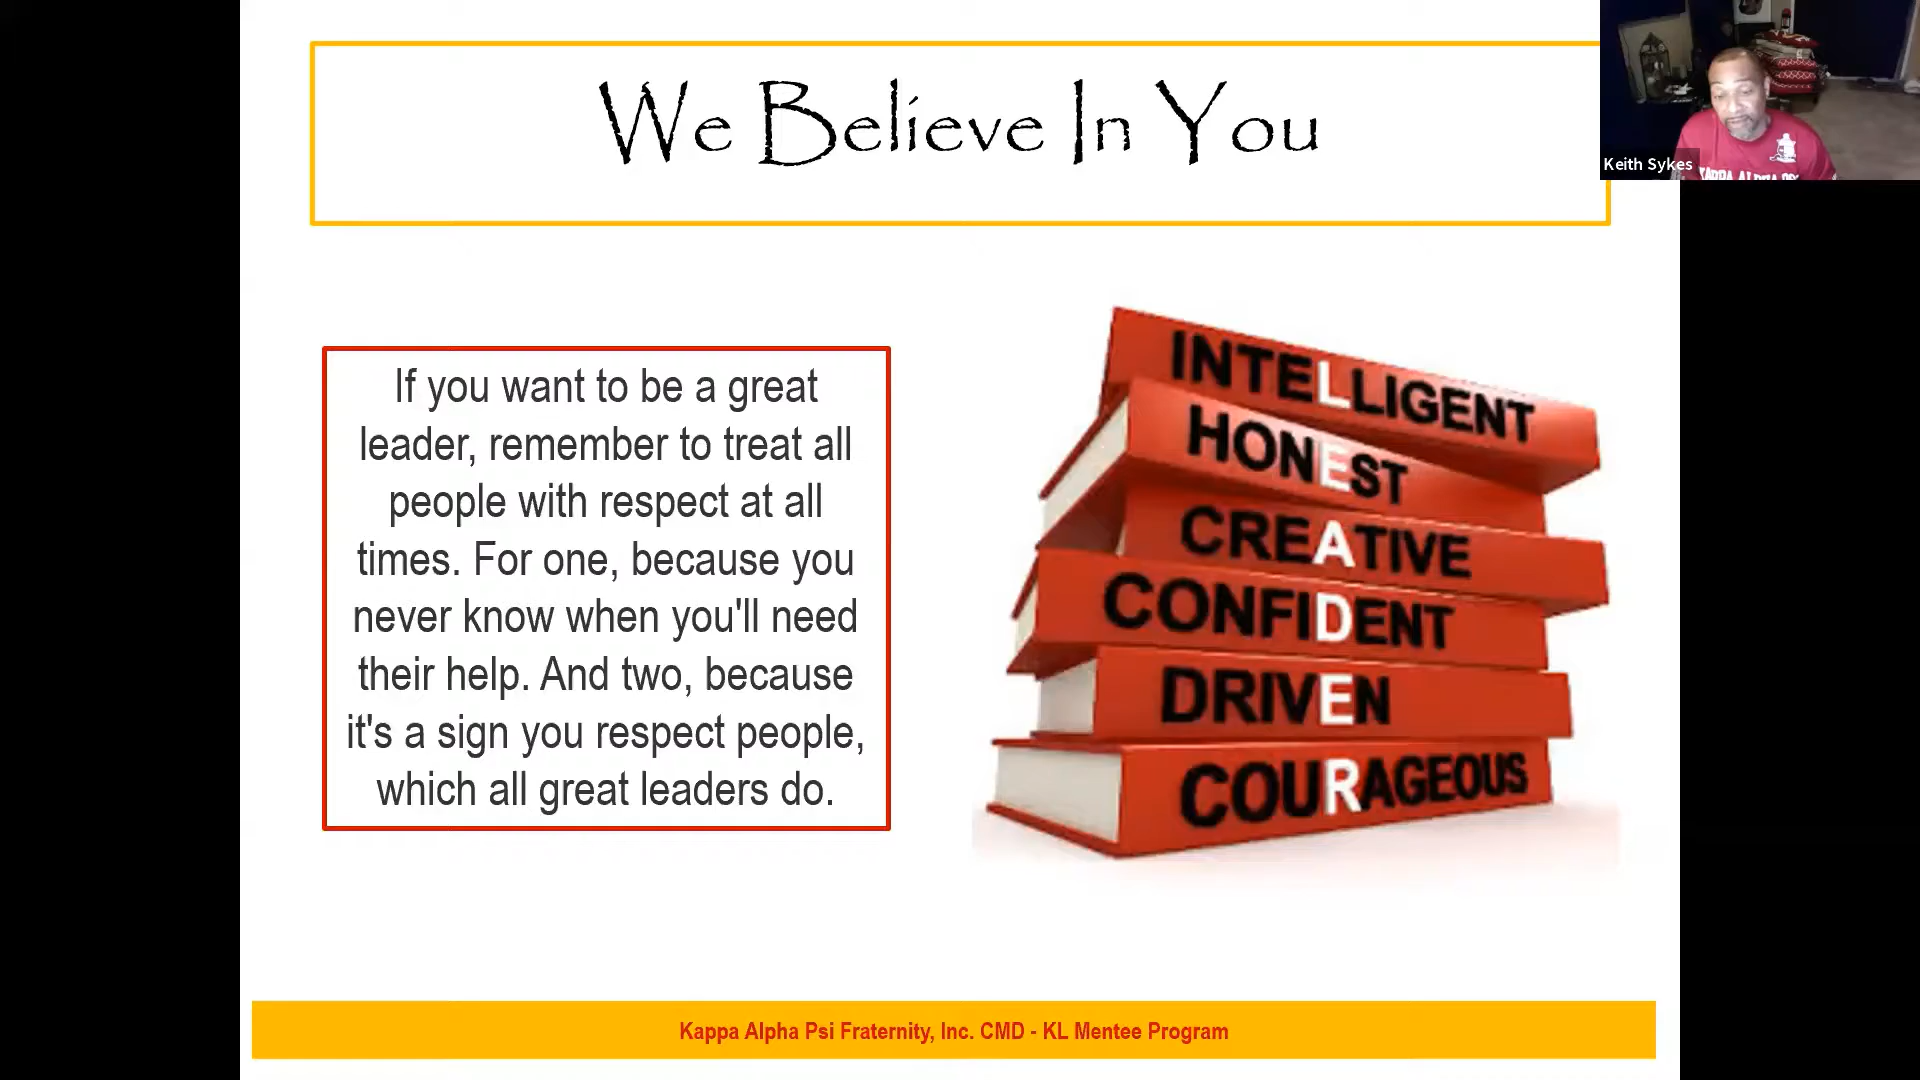 We Believe In You
Keith Sykes
KAPPA ALPHA PSI
If you want to be a great
leader, remember to treat all
people with respect at all
times. For one, because you
never know when you'll need
their help. And two, because
it's a sign you respect people,
which all great leaders do.
INTELLIGENT
HONEST
CREATIVE
CONFIDENT
DRIVEN
COURAGEOUS
Kappa Alpha Psi Fraternity, Inc. CMD - KL Mentee Program